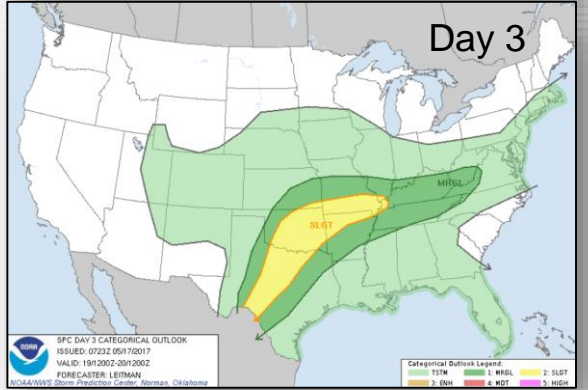 Day 3
MRGL
SLGT
NOAA
SPC DAY 3 CATEGORICAL OUTLOOK
ISSUED: 0723Z 05/17/2017
VALID: 19/1200Z-20/1200Z
FORECASTER: LEITMAN
NOAA/NWS Storm Prediction Center, Norman, Oklahoma
Categorical Outlook Legend:
TSTM 1: MRGL 2: SLGT
3: ENH 4: MDT 5: HIGH